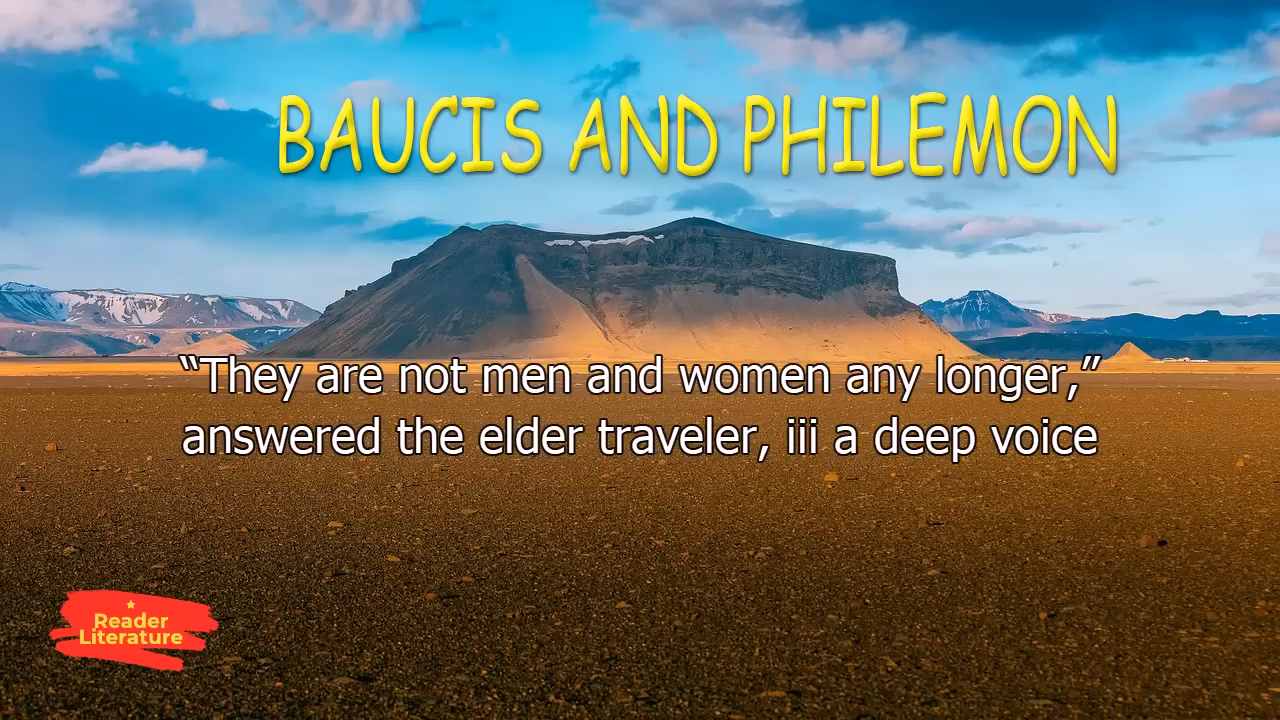 BAUCIS AND PHILEMON
“They are not men and women any longer,”
answered the elder traveler, iii a deep voice
Reader
Literature